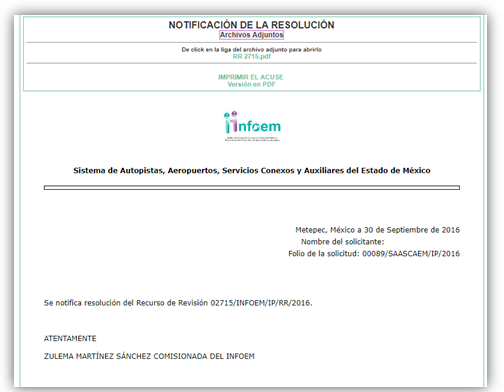 NOTIFICACIÓN DE LA RESOLUCIÓN
Archivos Adjuntos
De click en la liga del archivo adjunto para abrirlo
RR 2715.pdf
IMPRIMIR EL ACUSE
Versión en PDF
infoem
Sistema de Autopistas, Aeropuertos, Servicios Conexos y Auxiliares del Estado de México
Metepec, México a 30 de Septiembre de 2016
Nombre del solicitante:
Folio de la solicitud: 00089/SAASCAEM/IP/2016
Se notifica resolución del Recurso de Revisión 02715/INFOEM/IP/RR/2016.
ATENTAMENTE
ZULEMA MARTÍNEZ SÁNCHEZ COMISIONADA DEL INFOEM